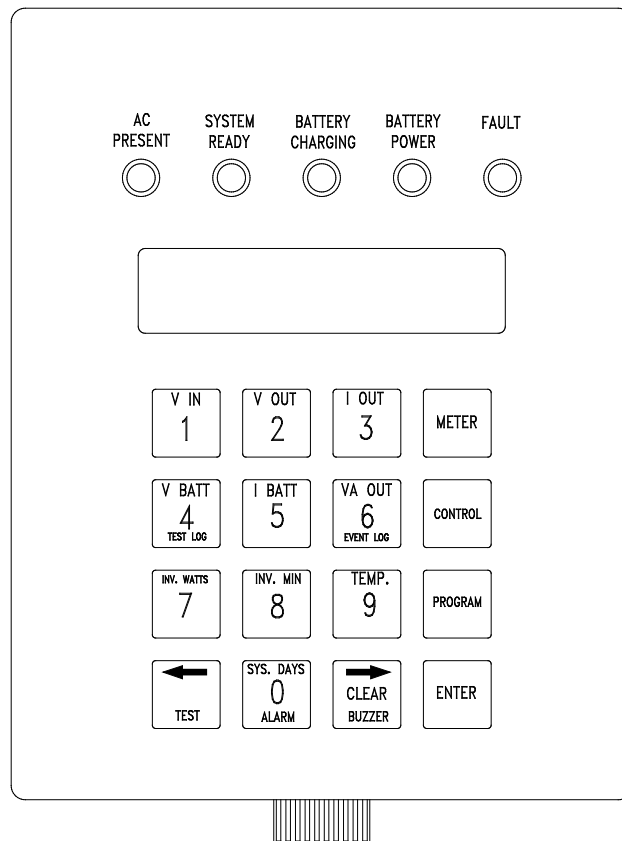 AC PRESENT
SYSTEM READY
BATTERY CHARGING
BATTERY POWER
FAULT
V IN
1
V OUT
2
I OUT
3
METER
V BATT
4
TEST LOG
I BATT
5
VA OUT
6
EVENT LOG
CONTROL
INV. WATTS
7
INV. MIN
8
TEMP.
9
PROGRAM
TEST
SYS. DAYS
0
ALARM
CLEAR
BUZZER
ENTER